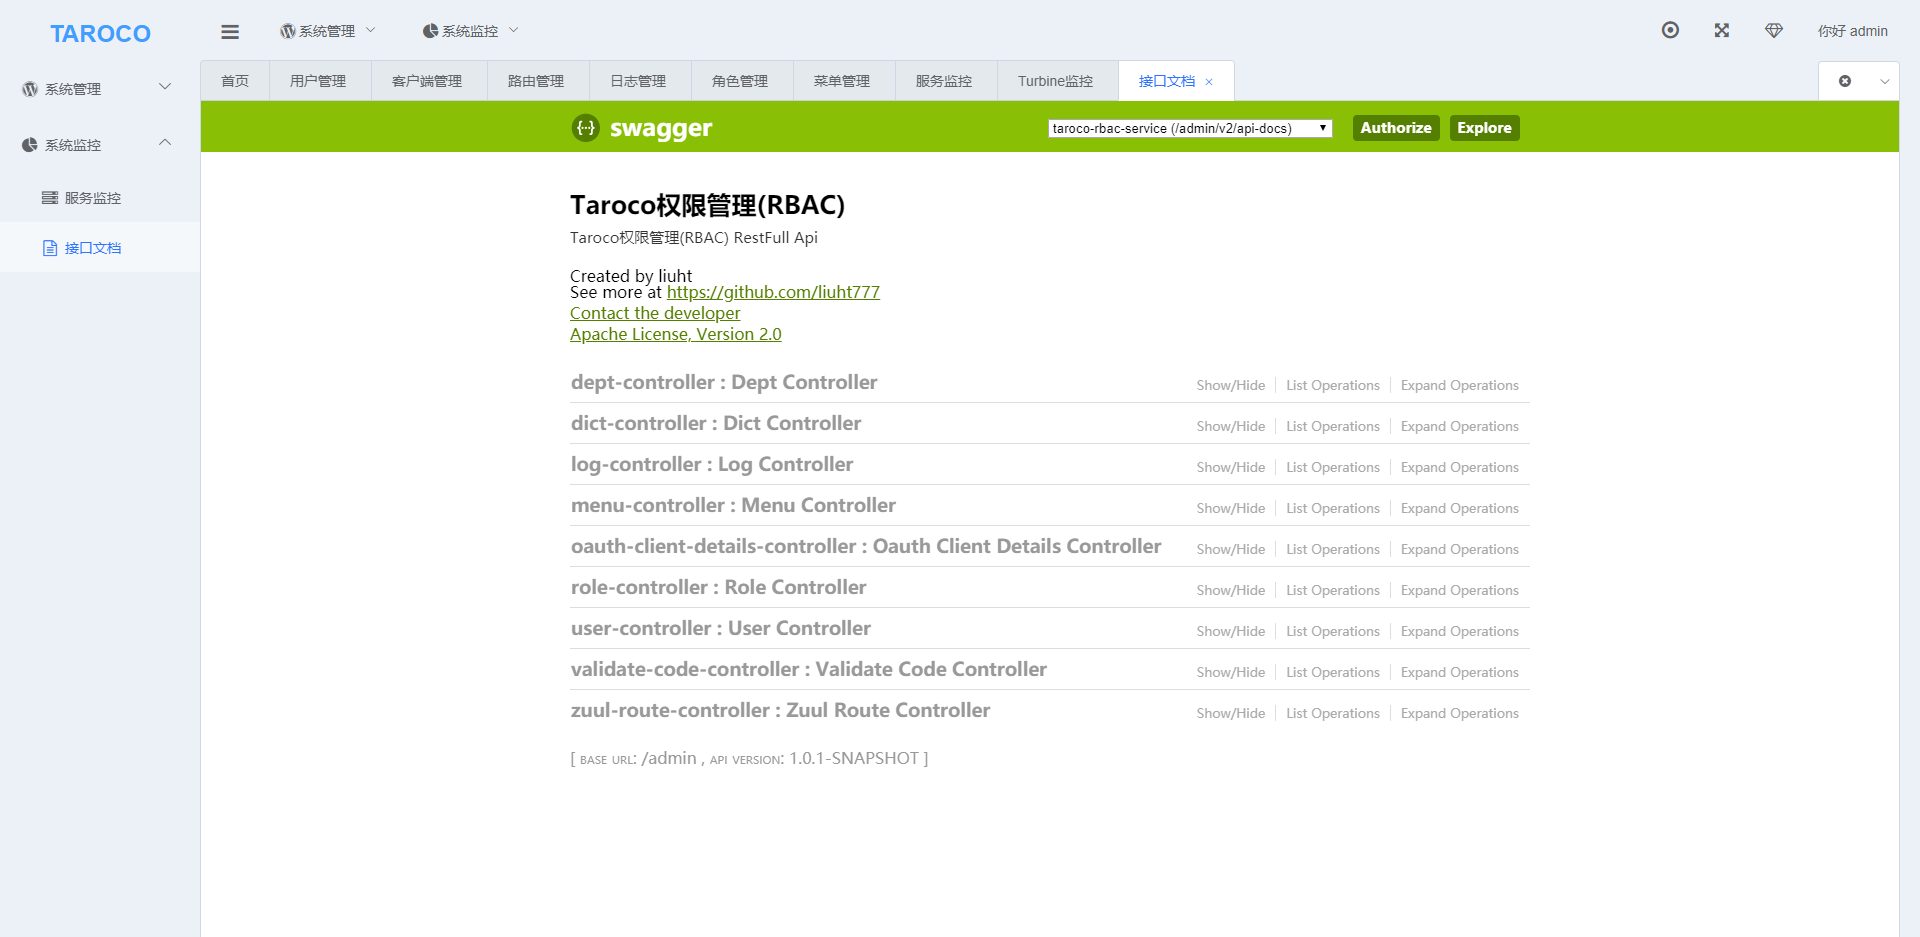 TAROCO
系统管理 系统监控 你好 admin
系统管理
系统监控
服务监控
接口文档
首页 用户管理 客户端管理 路由管理 日志管理 角色管理 菜单管理 服务监控 Turbine监控 接口文档 ×
{···} swagger taroco-rbac-service (/admin/v2/api-docs) Authorize Explore
Taroco权限管理(RBAC)
Taroco权限管理(RBAC) RestFull Api
Created by liuht
See more at https://github.com/liuht777
Contact the developer
Apache License, Version 2.0
dept-controller : Dept Controller Show/Hide List Operations Expand Operations
dict-controller : Dict Controller Show/Hide List Operations Expand Operations
log-controller : Log Controller Show/Hide List Operations Expand Operations
menu-controller : Menu Controller Show/Hide List Operations Expand Operations
oauth-client-details-controller : Oauth Client Details Controller Show/Hide List Operations Expand Operations
role-controller : Role Controller Show/Hide List Operations Expand Operations
user-controller : User Controller Show/Hide List Operations Expand Operations
validate-code-controller : Validate Code Controller Show/Hide List Operations Expand Operations
zuul-route-controller : Zuul Route Controller Show/Hide List Operations Expand Operations
[ BASE URL: /admin , API VERSION: 1.0.1-SNAPSHOT ]